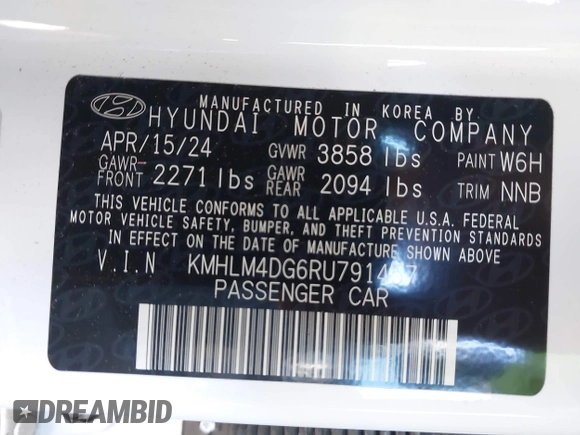 MANUFACTURED IN KOREA BY
HYUNDAI MOTOR COMPANY
APR/15/24 GVWR 3858 lbs PAINT W6H
GAWR FRONT 2271 lbs GAWR REAR 2094 lbs TRIM NNB
THIS VEHICLE CONFORMS TO ALL APPLICABLE U.S.A. FEDERAL
MOTOR VEHICLE SAFETY, BUMPER, AND THEFT PREVENTION STANDARDS
IN EFFECT ON THE DATE OF MANUFACTURE SHOWN ABOVE.
V.I.N
PASSENGER CAR
DREAMBID